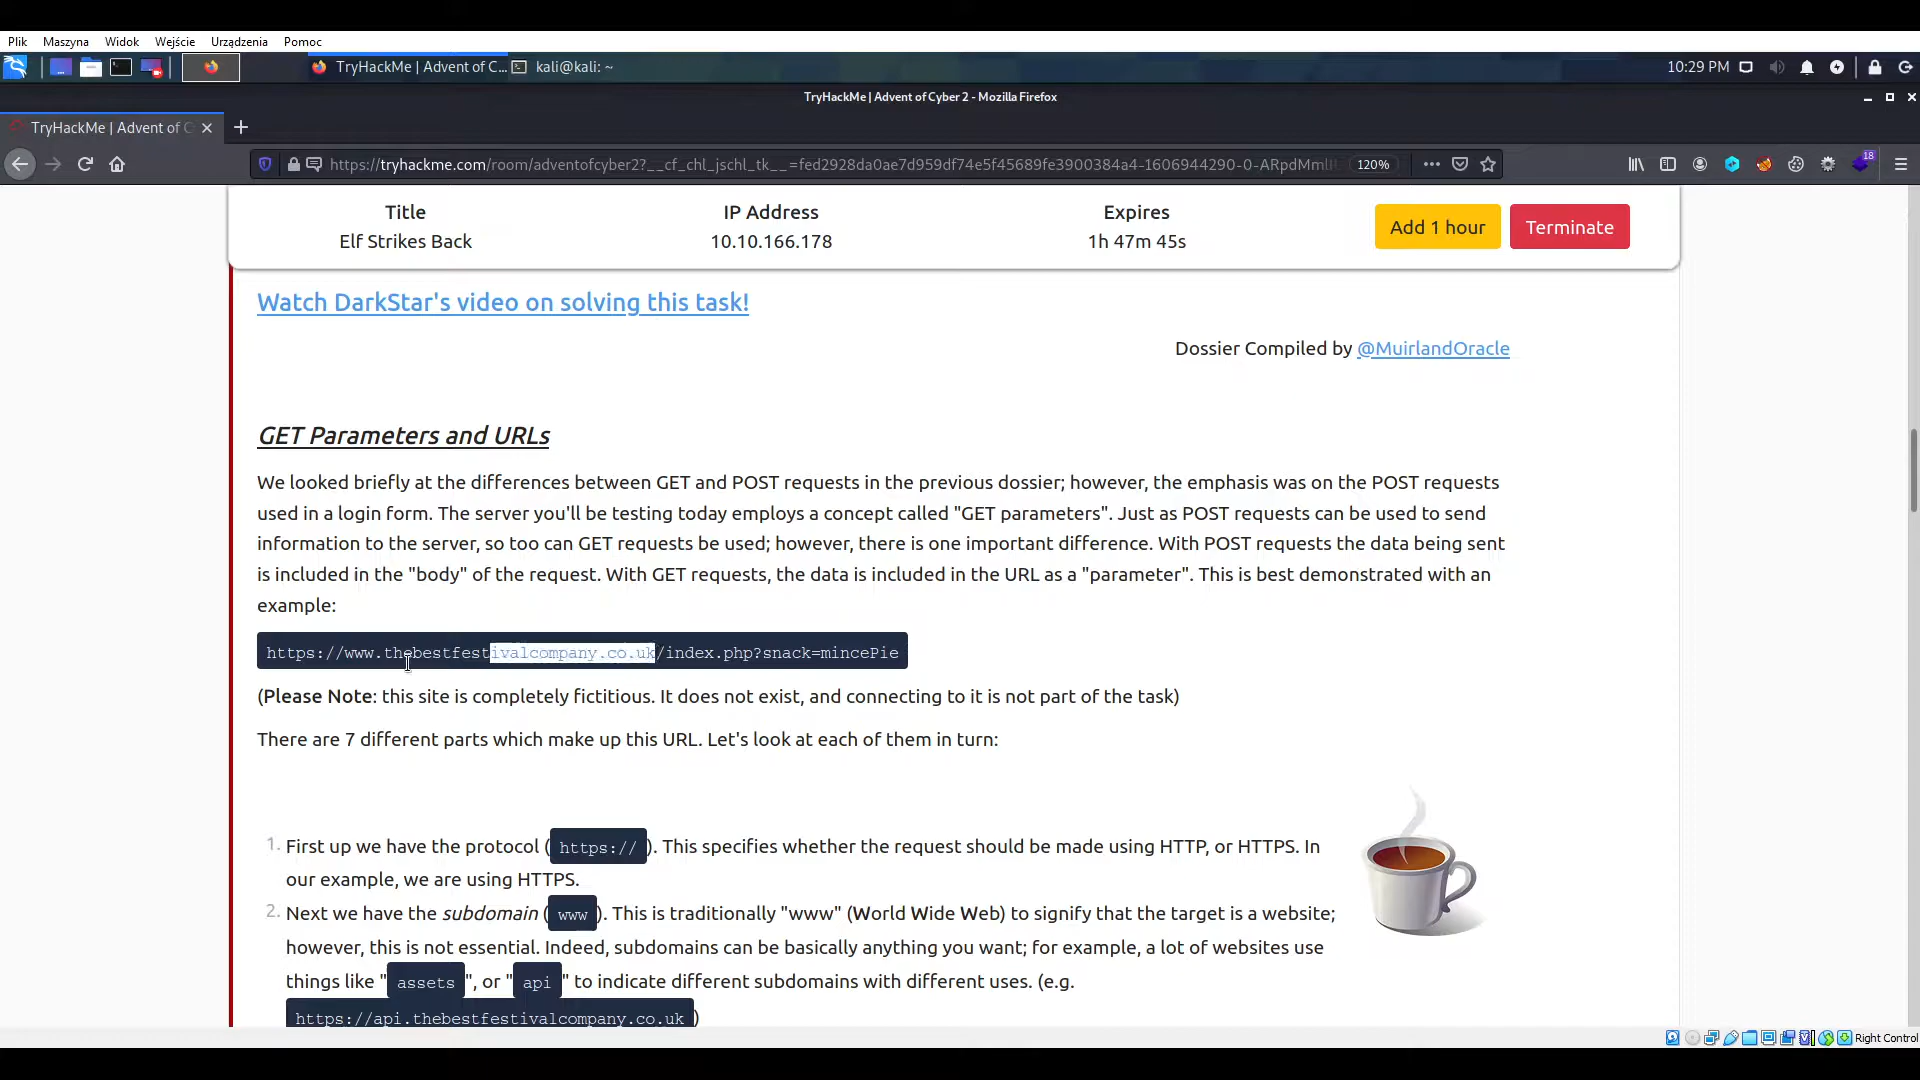 Plik Maszyna Widok Wejście Urządzenia Pomoc
TryHackMe | Advent of C... kali@kali: ~ 10:29 PM
TryHackMe | Advent of Cyber 2 - Mozilla Firefox
TryHackMe | Advent of C
https://tryhackme.com/room/adventofcyber2?__cf_chl_jschl_tk__=fed2928da0ae7d959df74e5f45689fe3900384a4-1606944290-0-ARpdMmlI 120% 18
Title IP Address Expires
Elf Strikes Back 10.10.166.178 1h 47m 45s
Add 1 hour Terminate
Watch DarkStar's video on solving this task!
Dossier Compiled by @MuirlandOracle
GET Parameters and URLs
We looked briefly at the differences between GET and POST requests in the previous dossier; however, the emphasis was on the POST requests
used in a login form. The server you'll be testing today employs a concept called "GET parameters". Just as POST requests can be used to send
information to the server, so too can GET requests be used; however, there is one important difference. With POST requests the data being sent
is included in the "body" of the request. With GET requests, the data is included in the URL as a "parameter". This is best demonstrated with an
example:
https://www.thebestfestivalcompany.co.uk/index.php?snack=mincePie
(Please Note: this site is completely fictitious. It does not exist, and connecting to it is not part of the task)
There are 7 different parts which make up this URL. Let's look at each of them in turn:
1. First up we have the protocol ( https:// ). This specifies whether the request should be made using HTTP, or HTTPS. In
our example, we are using HTTPS.
2. Next we have the subdomain ( www ). This is traditionally "www" (World Wide Web) to signify that the target is a website;
however, this is not essential. Indeed, subdomains can be basically anything you want; for example, a lot of websites use
things like " assets ", or " api " to indicate different subdomains with different uses. (e.g.
https://api.thebestfestivalcompany.co.uk )
Right Control